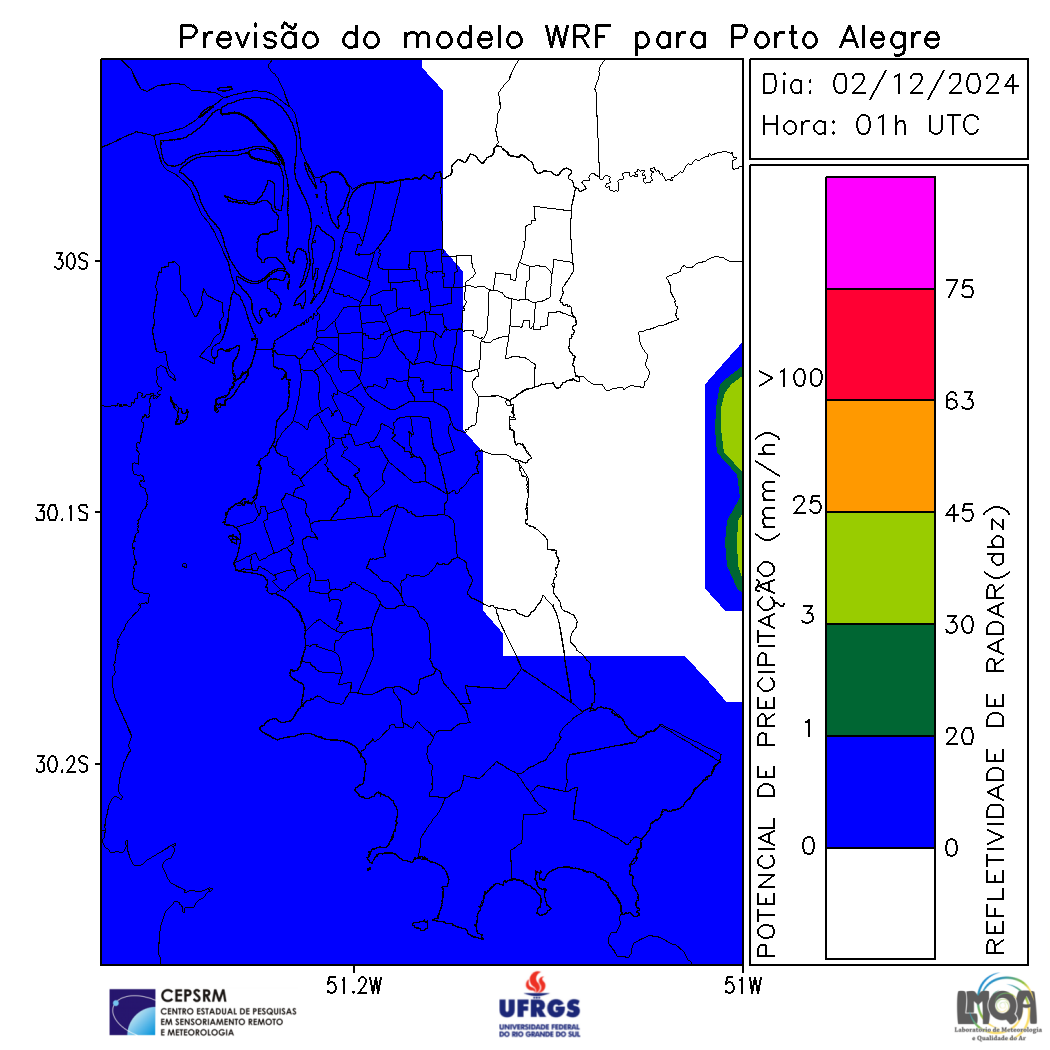 Previsão do modelo WRF para Porto Alegre
Dia: 02/12/2024
Hora: 01h UTC
30S
30.1S
30.2S
51.2W
51W
POTENCIAL DE PRECIPITAÇÃO (mm/h)
>100
25
3
1
0
75
63
45
30
20
0
REFLETIVIDADE DE RADAR(dbz)
CEPSRM
CENTRO ESTADUAL DE PESQUISAS
EM SENSORIAMENTO REMOTO
E METEOROLOGIA
UFRGS
UNIVERSIDADE FEDERAL
DO RIO GRANDE DO SUL
LMQA
Laboratório de Meteorologia
e Qualidade do Ar